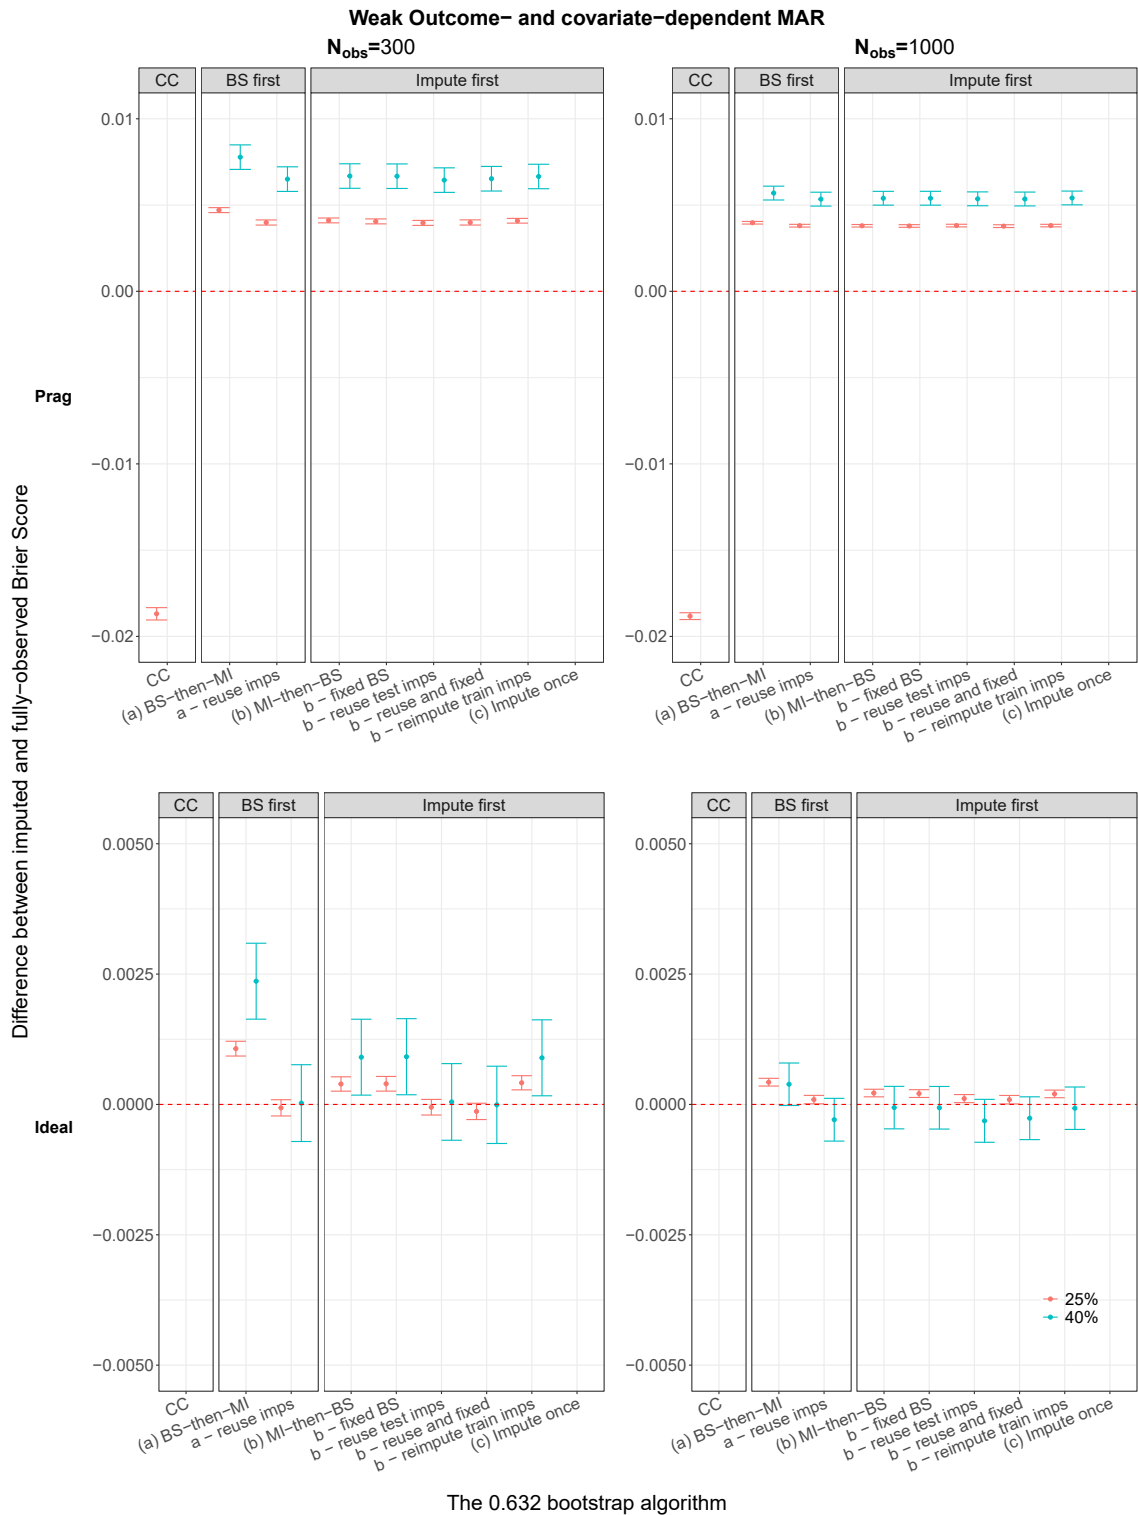 Weak Outcome− and covariate−dependent MAR
Nobs=300
Nobs=1000
CC
BS first
Impute first
CC
BS first
Impute first
0.01
0.00
−0.01
−0.02
0.01
0.00
−0.01
−0.02
Prag
CC
(a) BS−then−MI
a − reuse imps
(b) MI−then−BS
b − fixed BS
b − reuse test imps
b − reuse and fixed
b − reimpute train imps
(c) Impute once
CC
(a) BS−then−MI
a − reuse imps
(b) MI−then−BS
b − fixed BS
b − reuse test imps
b − reuse and fixed
b − reimpute train imps
(c) Impute once
Difference between imputed and fully−observed Brier Score
CC
BS first
Impute first
CC
BS first
Impute first
0.0050
0.0025
0.0000
−0.0025
−0.0050
0.0050
0.0025
0.0000
−0.0025
−0.0050
Ideal
25%
40%
CC
(a) BS−then−MI
a − reuse imps
(b) MI−then−BS
b − fixed BS
b − reuse test imps
b − reuse and fixed
b − reimpute train imps
(c) Impute once
CC
(a) BS−then−MI
a − reuse imps
(b) MI−then−BS
b − fixed BS
b − reuse test imps
b − reuse and fixed
b − reimpute train imps
(c) Impute once
The 0.632 bootstrap algorithm